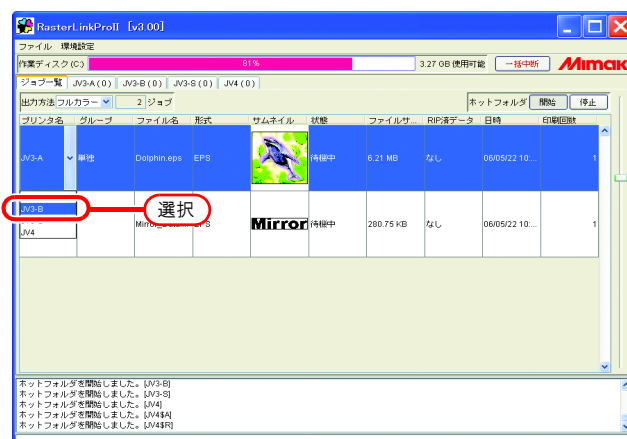 RasterLinkProII [v3.00]
ファイル 環境設定
作業ディスク(C:) 81% 3.27 GB 使用可能 一括中断 Mimaki
ジョブ一覧 JV3-A ( 0 ) JV3-B ( 0 ) JV3-S ( 0 ) JV4 ( 0 )
出力方法 フルカラー 2 ジョブ ホットフォルダ 開始 停止
プリンタ名 グループ ファイル名 形式 サムネイル 状態 ファイルサ... RIP済データ 日時 印刷回数
JV3-A 単独 Dolphin.eps EPS 待機中 6.21 MB なし 06/05/22 10:... 1
JV3-B 選択
JV4 Mirror 待機中 280.75 KB なし 06/05/22 10:... 1
ホットフォルダを開始しました。[JV3-B]
ホットフォルダを開始しました。[JV3-S]
ホットフォルダを開始しました。[JV4]
ホットフォルダを開始しました。[JV4$A]
ホットフォルダを開始しました。[JV4$R]